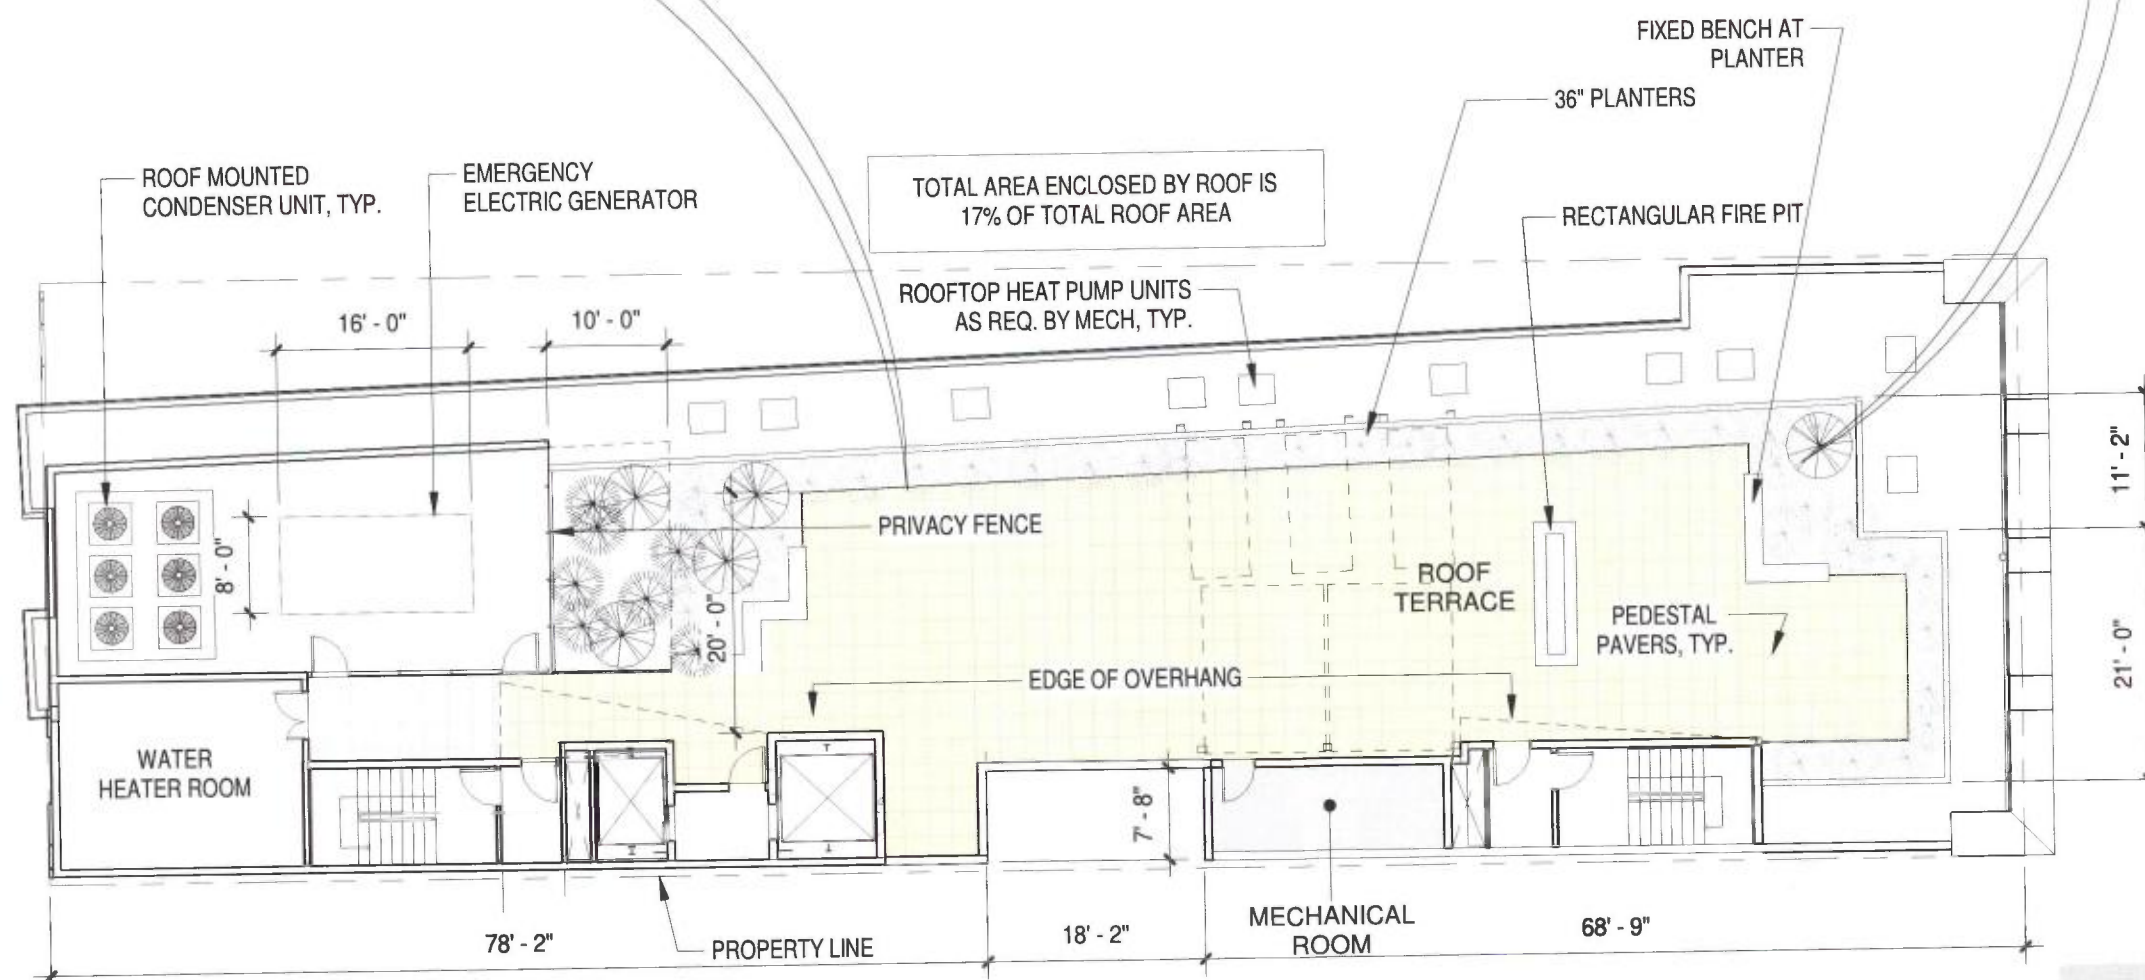 FIXED BENCH AT
PLANTER
36" PLANTERS
ROOF MOUNTED
CONDENSER UNIT, TYP.
EMERGENCY
ELECTRIC GENERATOR
TOTAL AREA ENCLOSED BY ROOF IS
17% OF TOTAL ROOF AREA
RECTANGULAR FIRE PIT
ROOFTOP HEAT PUMP UNITS
AS REQ. BY MECH, TYP.
16' - 0"
10' - 0"
11' - 2"
PRIVACY FENCE
8' - 0"
ROOF
TERRACE
20' - 0"
PEDESTAL
PAVERS, TYP.
21' - 0"
EDGE OF OVERHANG
WATER
HEATER ROOM
7' - 8"
MECHANICAL
ROOM
78' - 2"
PROPERTY LINE
18' - 2"
68' - 9"